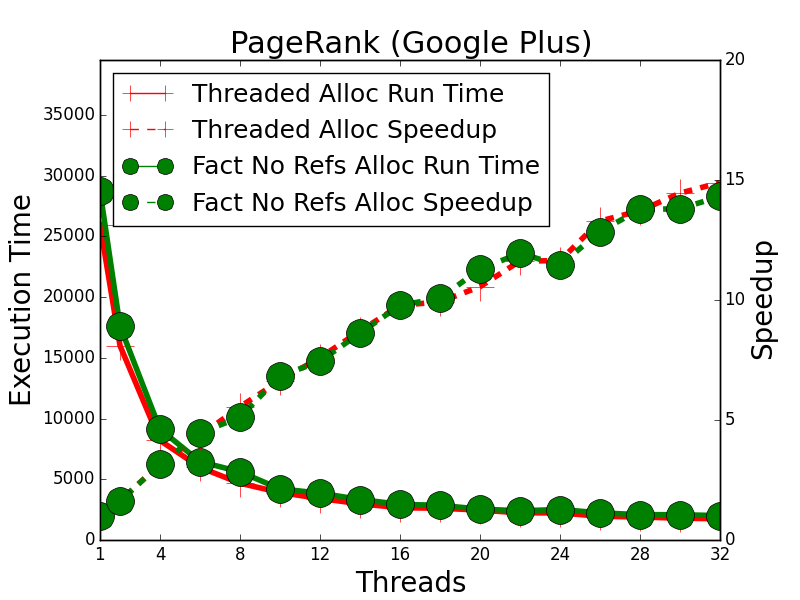 PageRank (Google Plus)
Threaded Alloc Run Time
Threaded Alloc Speedup
Fact No Refs Alloc Run Time
Fact No Refs Alloc Speedup
Execution Time
35000
30000
25000
20000
15000
10000
5000
0
Speedup
20
15
10
5
0
1 4 8 12 16 20 24 28 32
Threads